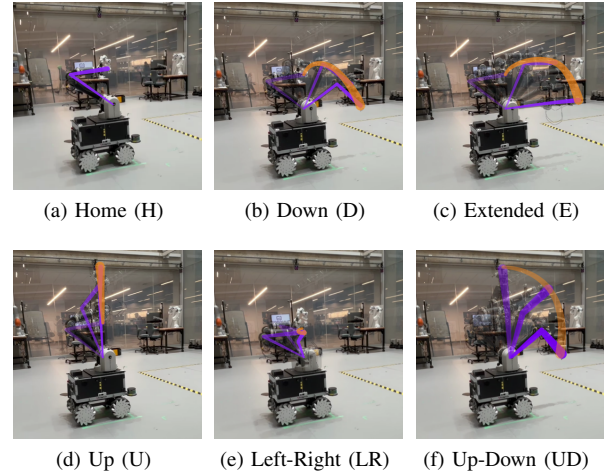 (a) Home (H)
(b) Down (D)
(c) Extended (E)
(d) Up (U)
(e) Left-Right (LR)
(f) Up-Down (UD)